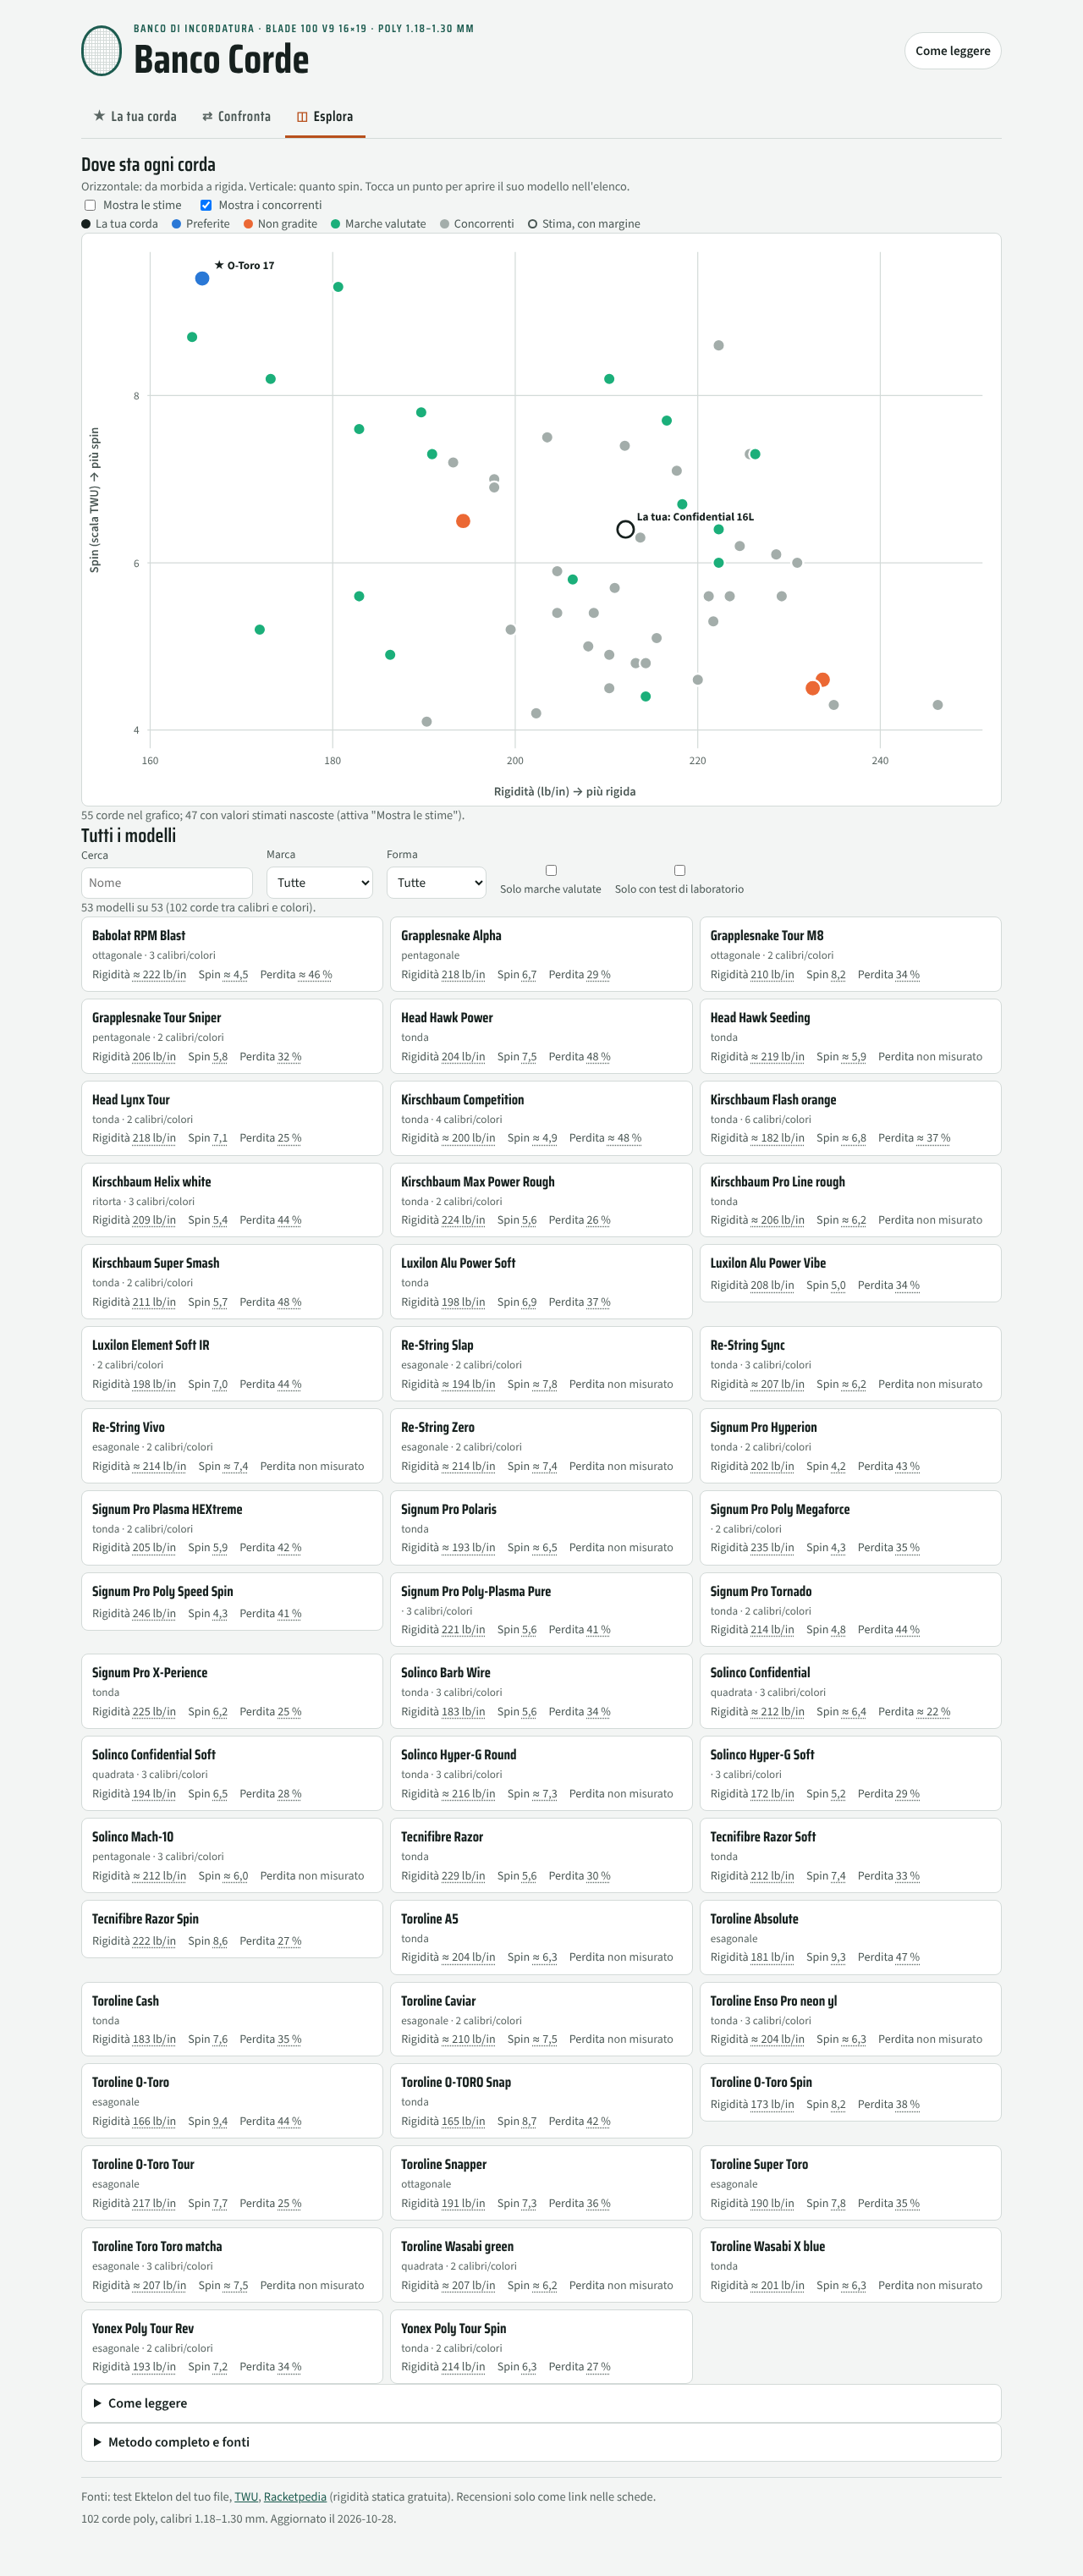 BANCO DI INCORDATURA · BLADE 100 V9 16×19 · POLY 1.18–1.30 MM
Banco Corde
Come leggere
★ La tua corda
⇄ Confronta
◫ Esplora
Dove sta ogni corda
Orizzontale: da morbida a rigida. Verticale: quanto spin. Tocca un punto per aprire il suo modello nell'elenco.
Mostra le stime
Mostra i concorrenti
La tua corda
Preferite
Non gradite
Marche valutate
Concorrenti
Stima, con margine
★ O-Toro 17
La tua: Confidential 16L
Spin (scala TWU) → più spin
8
6
4
160
180
200
220
240
Rigidità (lb/in) → più rigida
55 corde nel grafico; 47 con valori stimati nascoste (attiva "Mostra le stime").
Tutti i modelli
Cerca
Nome
Marca
Tutte
Forma
Tutte
Solo marche valutate
Solo con test di laboratorio
53 modelli su 53 (102 corde tra calibri e colori).
Babolat RPM Blast
ottagonale · 3 calibri/colori
Rigidità ≈ 222 lb/in Spin ≈ 4,5 Perdita ≈ 46 %
Grapplesnake Alpha
pentagonale
Rigidità 218 lb/in Spin 6,7 Perdita 29 %
Grapplesnake Tour M8
ottagonale · 2 calibri/colori
Rigidità 210 lb/in Spin 8,2 Perdita 34 %
Grapplesnake Tour Sniper
pentagonale · 2 calibri/colori
Rigidità 206 lb/in Spin 5,8 Perdita 32 %
Head Hawk Power
tonda
Rigidità 204 lb/in Spin 7,5 Perdita 48 %
Head Hawk Seeding
tonda
Rigidità ≈ 219 lb/in Spin ≈ 5,9 Perdita non misurato
Head Lynx Tour
tonda · 2 calibri/colori
Rigidità 218 lb/in Spin 7,1 Perdita 25 %
Kirschbaum Competition
tonda · 4 calibri/colori
Rigidità ≈ 200 lb/in Spin ≈ 4,9 Perdita ≈ 48 %
Kirschbaum Flash orange
tonda · 6 calibri/colori
Rigidità ≈ 182 lb/in Spin ≈ 6,8 Perdita ≈ 37 %
Kirschbaum Helix white
ritorta · 3 calibri/colori
Rigidità 209 lb/in Spin 5,4 Perdita 44 %
Kirschbaum Max Power Rough
tonda · 2 calibri/colori
Rigidità 224 lb/in Spin 5,6 Perdita 26 %
Kirschbaum Pro Line rough
tonda
Rigidità ≈ 206 lb/in Spin ≈ 6,2 Perdita non misurato
Kirschbaum Super Smash
tonda · 2 calibri/colori
Rigidità 211 lb/in Spin 5,7 Perdita 48 %
Luxilon Alu Power Soft
tonda
Rigidità 198 lb/in Spin 6,9 Perdita 37 %
Luxilon Alu Power Vibe
Rigidità 208 lb/in Spin 5,0 Perdita 34 %
Luxilon Element Soft IR
· 2 calibri/colori
Rigidità 198 lb/in Spin 7,0 Perdita 44 %
Re-String Slap
esagonale · 2 calibri/colori
Rigidità ≈ 194 lb/in Spin ≈ 7,8 Perdita non misurato
Re-String Sync
tonda · 3 calibri/colori
Rigidità ≈ 207 lb/in Spin ≈ 6,2 Perdita non misurato
Re-String Vivo
esagonale · 2 calibri/colori
Rigidità ≈ 214 lb/in Spin ≈ 7,4 Perdita non misurato
Re-String Zero
esagonale · 2 calibri/colori
Rigidità ≈ 214 lb/in Spin ≈ 7,4 Perdita non misurato
Signum Pro Hyperion
tonda · 2 calibri/colori
Rigidità 202 lb/in Spin 4,2 Perdita 43 %
Signum Pro Plasma HEXtreme
tonda · 2 calibri/colori
Rigidità 205 lb/in Spin 5,9 Perdita 42 %
Signum Pro Polaris
tonda
Rigidità ≈ 193 lb/in Spin ≈ 6,5 Perdita non misurato
Signum Pro Poly Megaforce
· 2 calibri/colori
Rigidità 235 lb/in Spin 4,3 Perdita 35 %
Signum Pro Poly Speed Spin
Rigidità 246 lb/in Spin 4,3 Perdita 41 %
Signum Pro Poly-Plasma Pure
· 3 calibri/colori
Rigidità 221 lb/in Spin 5,6 Perdita 41 %
Signum Pro Tornado
tonda · 2 calibri/colori
Rigidità 214 lb/in Spin 4,8 Perdita 44 %
Signum Pro X-Perience
tonda
Rigidità 225 lb/in Spin 6,2 Perdita 25 %
Solinco Barb Wire
tonda · 3 calibri/colori
Rigidità 183 lb/in Spin 5,6 Perdita 34 %
Solinco Confidential
quadrata · 3 calibri/colori
Rigidità ≈ 212 lb/in Spin ≈ 6,4 Perdita ≈ 22 %
Solinco Confidential Soft
quadrata · 3 calibri/colori
Rigidità 194 lb/in Spin 6,5 Perdita 28 %
Solinco Hyper-G Round
tonda · 3 calibri/colori
Rigidità ≈ 216 lb/in Spin ≈ 7,3 Perdita non misurato
Solinco Hyper-G Soft
· 3 calibri/colori
Rigidità 172 lb/in Spin 5,2 Perdita 29 %
Solinco Mach-10
pentagonale · 3 calibri/colori
Rigidità ≈ 212 lb/in Spin ≈ 6,0 Perdita non misurato
Tecnifibre Razor
tonda
Rigidità 229 lb/in Spin 5,6 Perdita 30 %
Tecnifibre Razor Soft
tonda
Rigidità 212 lb/in Spin 7,4 Perdita 33 %
Tecnifibre Razor Spin
Rigidità 222 lb/in Spin 8,6 Perdita 27 %
Toroline A5
tonda
Rigidità ≈ 204 lb/in Spin ≈ 6,3 Perdita non misurato
Toroline Absolute
esagonale
Rigidità 181 lb/in Spin 9,3 Perdita 47 %
Toroline Cash
tonda
Rigidità 183 lb/in Spin 7,6 Perdita 35 %
Toroline Caviar
esagonale · 2 calibri/colori
Rigidità ≈ 210 lb/in Spin ≈ 7,5 Perdita non misurato
Toroline Enso Pro neon yl
tonda · 3 calibri/colori
Rigidità ≈ 204 lb/in Spin ≈ 6,3 Perdita non misurato
Toroline O-Toro
esagonale
Rigidità 166 lb/in Spin 9,4 Perdita 44 %
Toroline O-TORO Snap
tonda
Rigidità 165 lb/in Spin 8,7 Perdita 42 %
Toroline O-Toro Spin
Rigidità 173 lb/in Spin 8,2 Perdita 38 %
Toroline O-Toro Tour
esagonale
Rigidità 217 lb/in Spin 7,7 Perdita 25 %
Toroline Snapper
ottagonale
Rigidità 191 lb/in Spin 7,3 Perdita 36 %
Toroline Super Toro
esagonale
Rigidità 190 lb/in Spin 7,8 Perdita 35 %
Toroline Toro Toro matcha
esagonale · 3 calibri/colori
Rigidità ≈ 207 lb/in Spin ≈ 7,5 Perdita non misurato
Toroline Wasabi green
quadrata · 2 calibri/colori
Rigidità ≈ 207 lb/in Spin ≈ 6,2 Perdita non misurato
Toroline Wasabi X blue
tonda
Rigidità ≈ 201 lb/in Spin ≈ 6,3 Perdita non misurato
Yonex Poly Tour Rev
esagonale · 2 calibri/colori
Rigidità 193 lb/in Spin 7,2 Perdita 34 %
Yonex Poly Tour Spin
tonda · 2 calibri/colori
Rigidità 214 lb/in Spin 6,3 Perdita 27 %
Come leggere
Metodo completo e fonti
Fonti: test Ektelon del tuo file, TWU, Racketpedia (rigidità statica gratuita). Recensioni solo come link nelle schede.
102 corde poly, calibri 1.18–1.30 mm. Aggiornato il 2026-10-28.